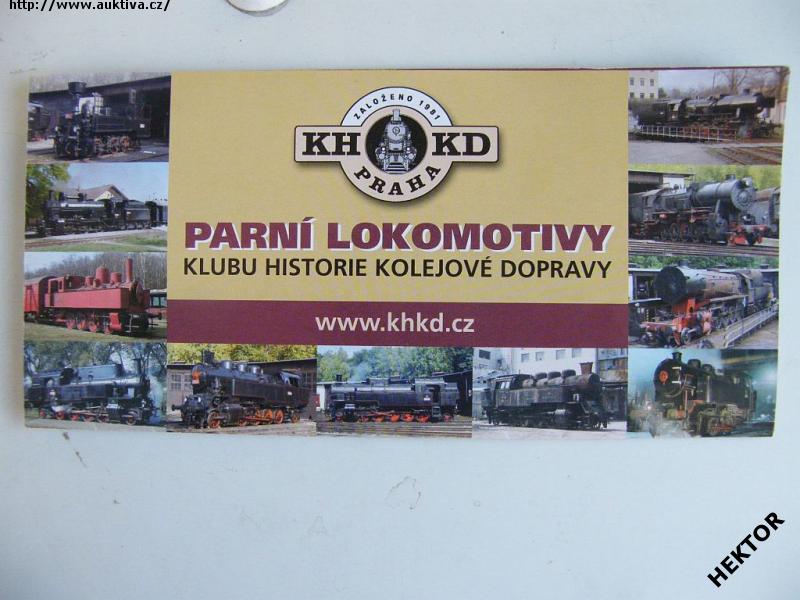 http://www.auktiva.cz/
ZALOŽENO 1981
KH KD
PRAHA
PARNÍ LOKOMOTIVY
KLUBU HISTORIE KOLEJOVÉ DOPRAVY
www.khkd.cz
HEKTOR